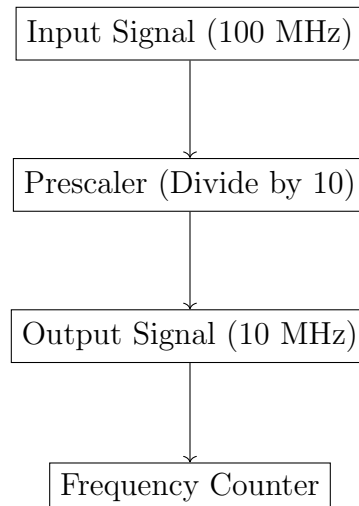 Input Signal (100 MHz)
Prescaler (Divide by 10)
Output Signal (10 MHz)
Frequency Counter